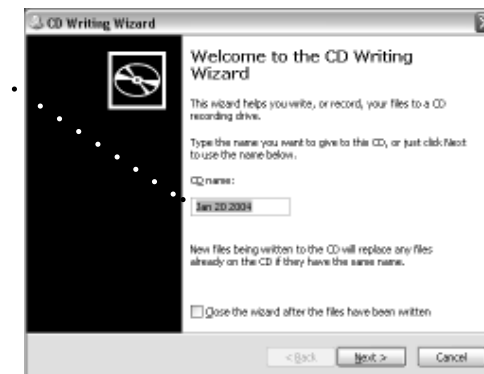 CD Writing Wizard
Welcome to the CD Writing
Wizard
This wizard helps you write, or record, your files to a CD
recording drive.
Type the name you want to give to this CD, or just click Next
to use the name below.
CD name:
Jan 20 2004
New files being written to the CD will replace any files
already on the CD if they have the same name.
Close the wizard after the files have been written
< Back
Next >
Cancel